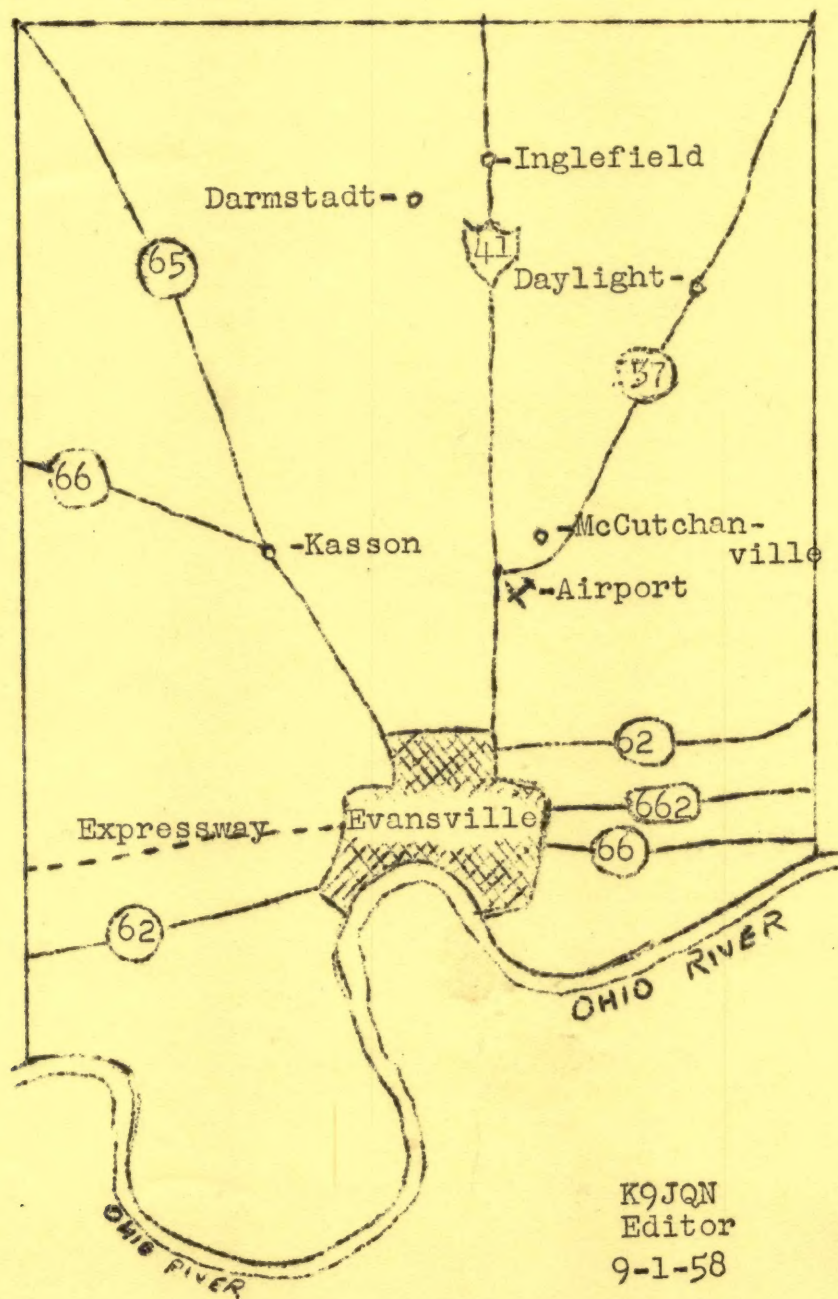 -Inglefield
Darmstadt-
41
65
Daylight-
57
66
-McCutchan-
ville
-Kasson
-Airport
62
662
Expressway
Evansville
66
62
OHIO RIVER
OHIO RIVER
K9JQN
Editor
9-1-58